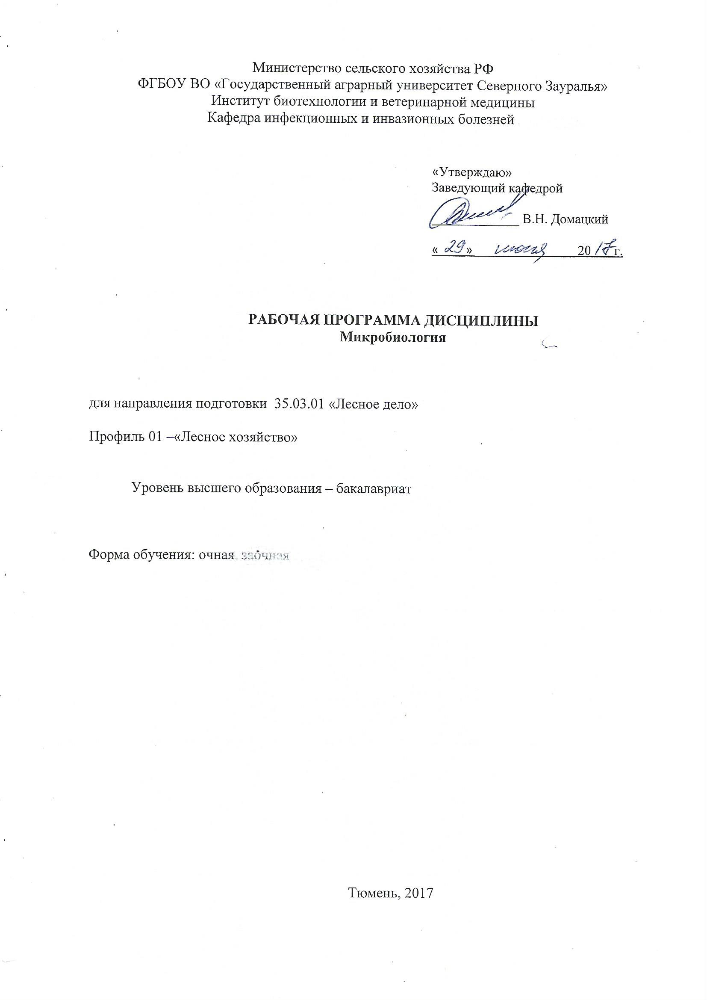 Министерство сельского хозяйства РФ
ФГБОУ ВО «Государственный аграрный университет Северного Зауралья»
Институт биотехнологии и ветеринарной медицины
Кафедра инфекционных и инвазионных болезней
«Утверждаю»
Заведующий кафедрой
В.Н. Домацкий
« 29 » июня 2017 г.
РАБОЧАЯ ПРОГРАММА ДИСЦИПЛИНЫ
Микробиология
для направления подготовки 35.03.01 «Лесное дело»
Профиль 01 –«Лесное хозяйство»
Уровень высшего образования – бакалавриат
Форма обучения: очная, заочная
Тюмень, 2017